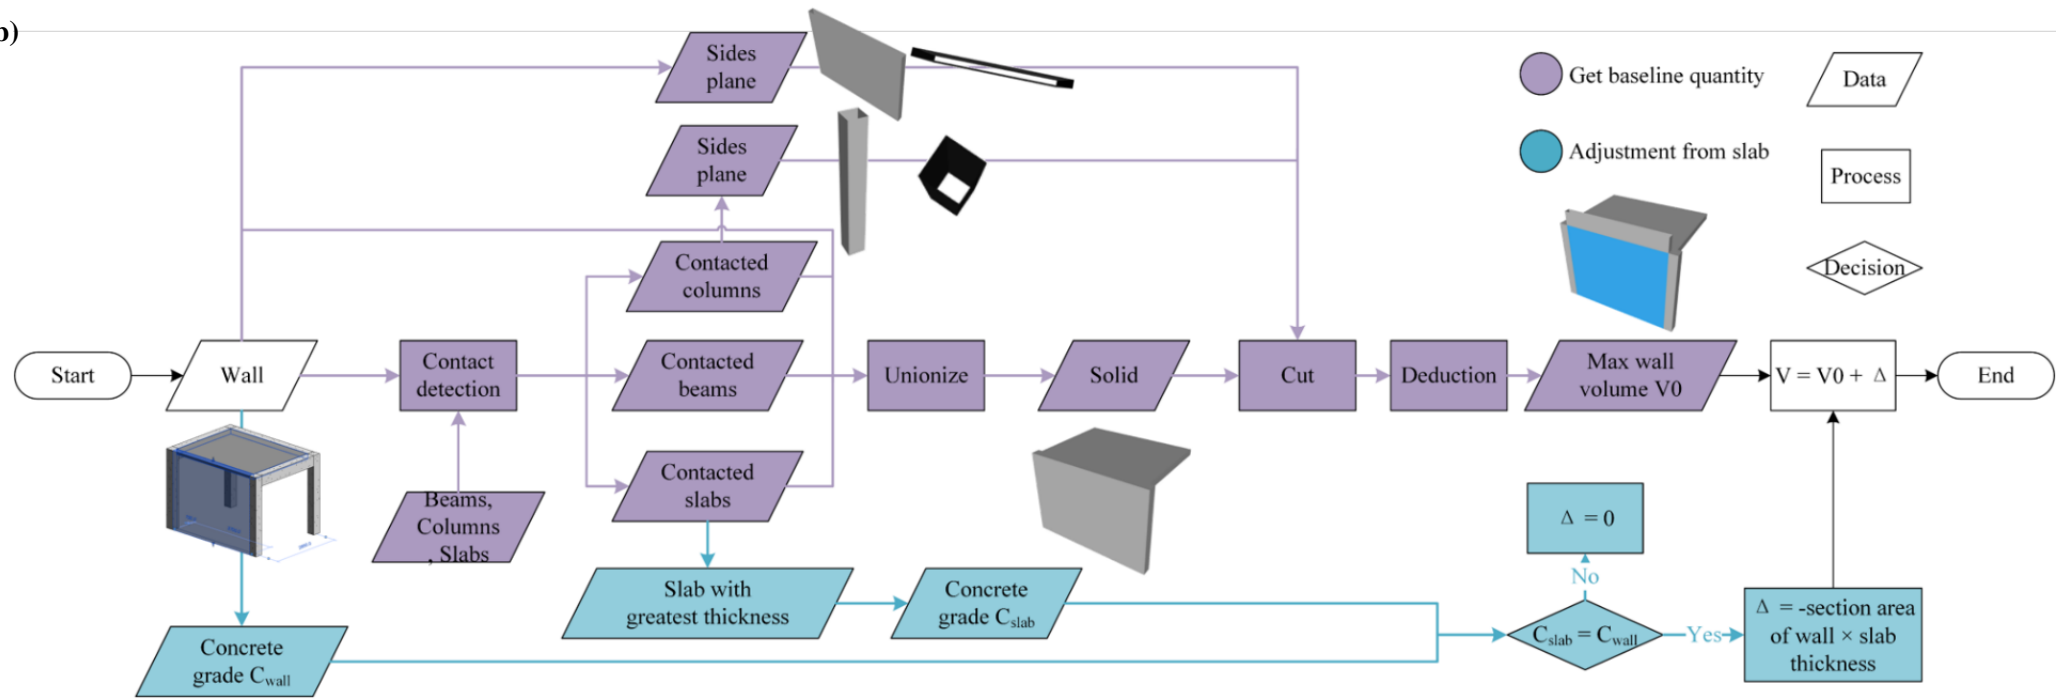 b)
Sides
plane
Get baseline quantity
Data
Sides
plane
Adjustment from slab
Process
Contacted
columns
Decision
Start
Wall
Contact
detection
Contacted
beams
Unionize
Solid
Cut
Deduction
Max wall
volume V0
V = V0 + Δ
End
Contacted
slabs
Beams,
Columns
, Slabs
Δ = 0
No
Slab with
greatest thickness
Concrete
grade Cslab
Cslab = Cwall
Yes
Δ = -section area
of wall × slab
thickness
Concrete
grade Cwall